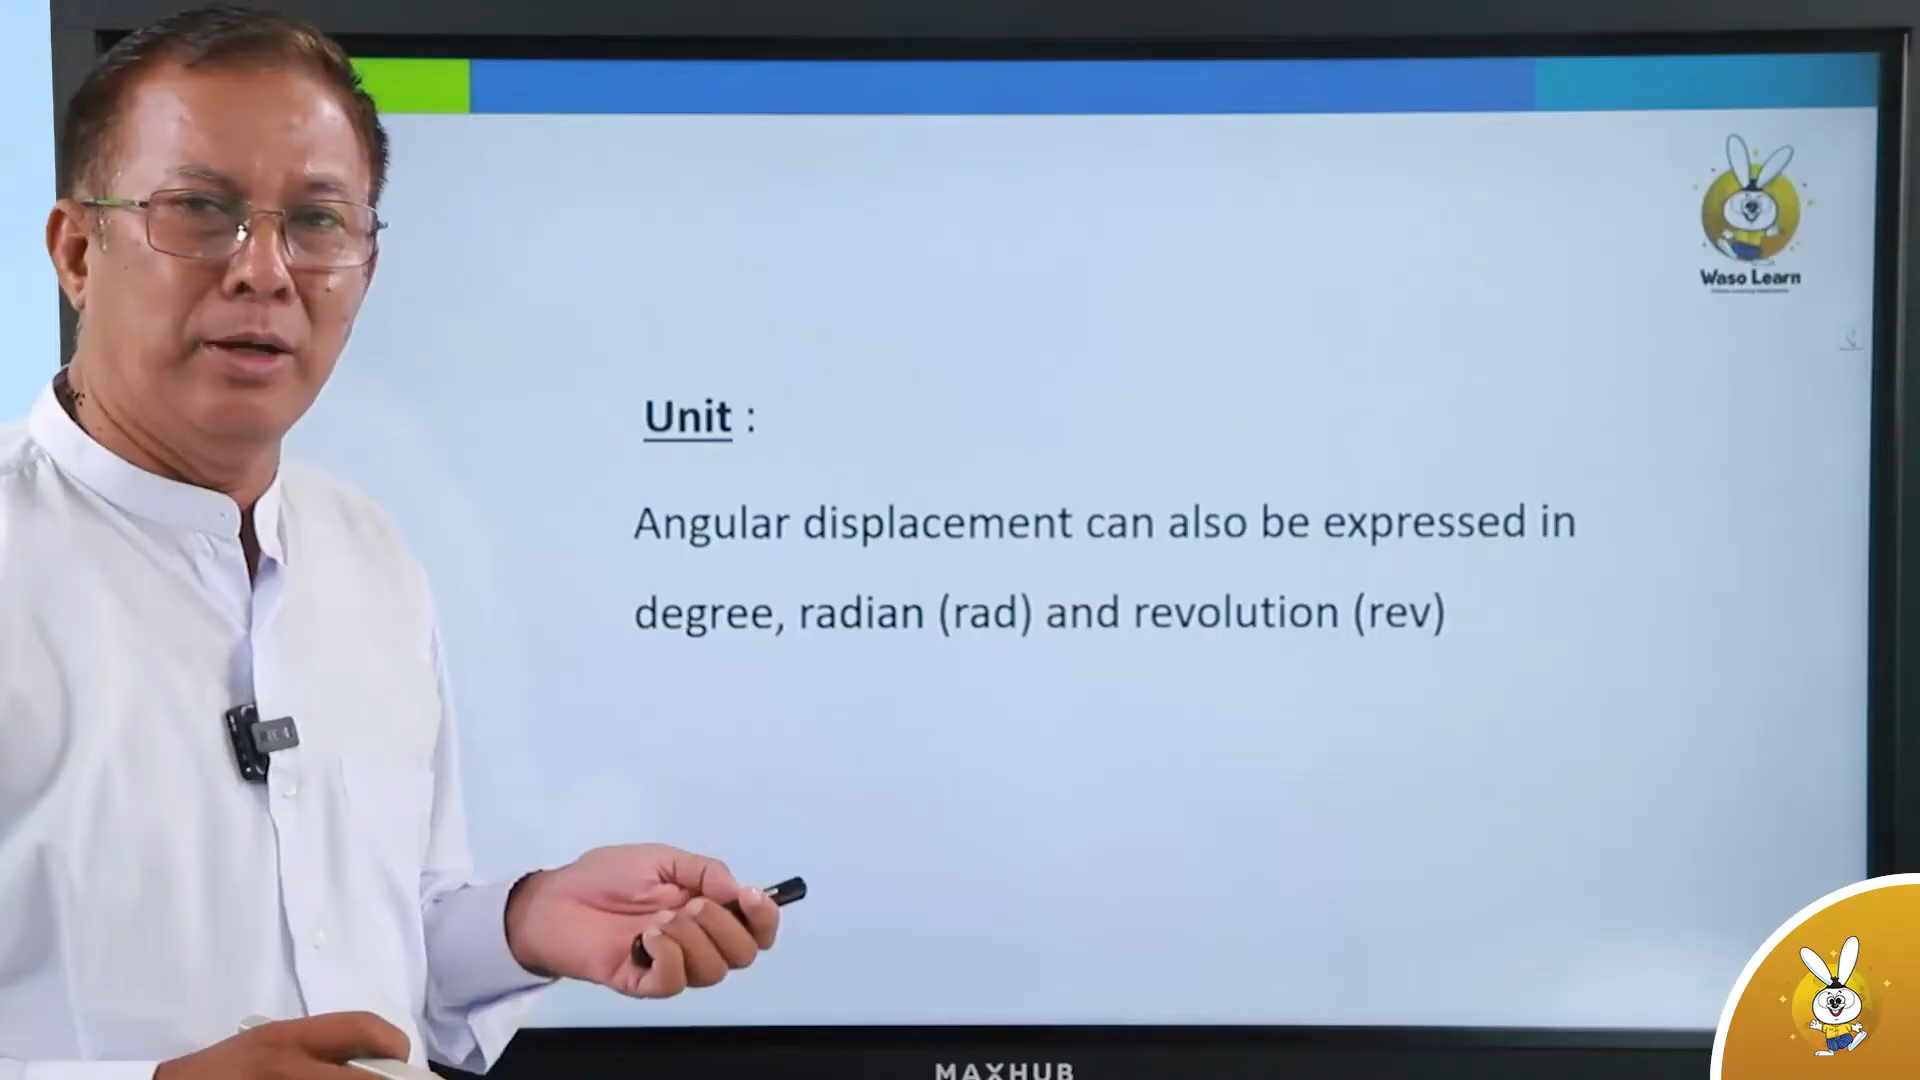 Waso Learn
Unit :
Angular displacement can also be expressed in
degree, radian (rad) and revolution (rev)
MAXHUB